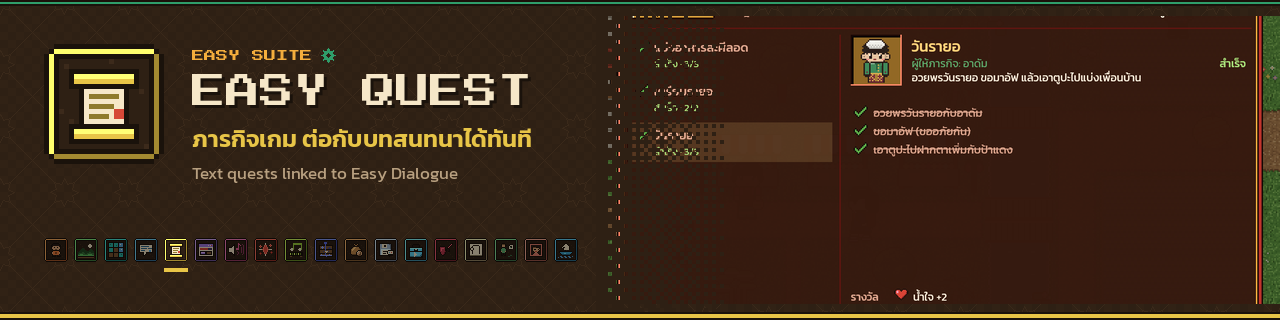 EASY SUITE
EASY QUEST
ภารกิจเกม ต่อกับบทสนทนาได้ทันที
Text quests linked to Easy Dialogue
วันรายอ
ผู้ให้ภารกิจ: อาดัม
สำเร็จ
อวยพรวันรายอ ขอมาอัฟ แล้วเอาตูปะไปแบ่งเพื่อนบ้าน
อวยพรวันรายอกับอาดัม
ขอมาอัฟ (ขออภัยกัน)
เอาตูปะไปฝากตาเพิ่มกับป้าแดง
รางวัล
น้ำใจ +2